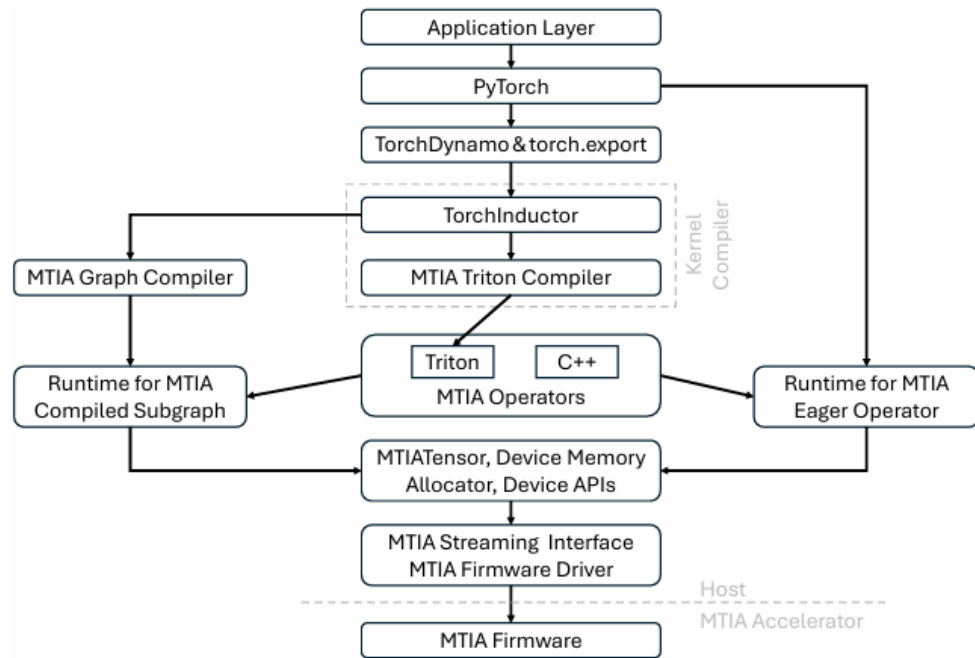 Application Layer
PyTorch
TorchDynamo & torch.export
TorchInductor
Kernel
Compiler
MTIA Graph Compiler
MTIA Triton Compiler
Triton
C++
MTIA Operators
Runtime for MTIA
Compiled Subgraph
Runtime for MTIA
Eager Operator
MTIATensor, Device Memory
Allocator, Device APIs
MTIA Streaming Interface
MTIA Firmware Driver
Host
MTIA Accelerator
MTIA Firmware